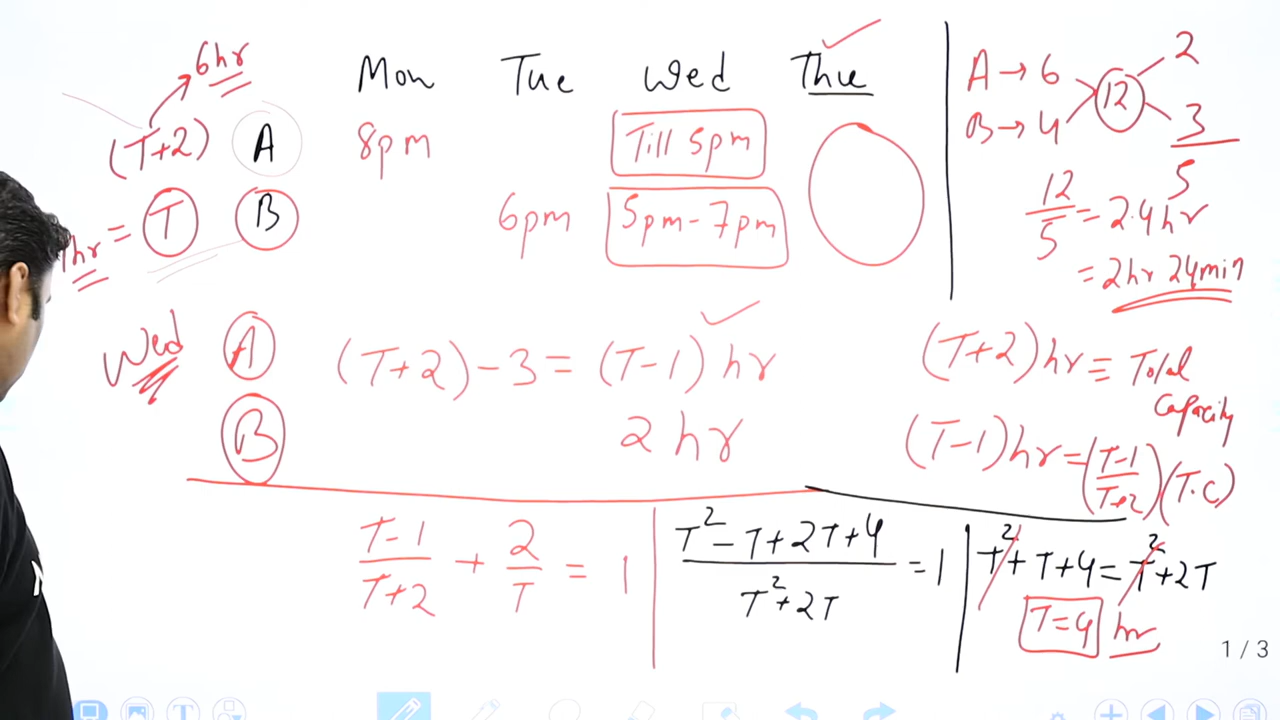 6hr
Mon Tue Wed Thu
(T+2) A 8pm Till 5pm
T B 6pm 5pm-7pm
hr =
A → 6
B → 4
12
2
3
5
12/5 = 2.4hr
= 2hr 24min
Wed A (T+2)-3 = (T-1) hr
B 2 hr
(T+2)hr = Total Capacity
(T-1)hr = (T-1/T+2)(T.C)
T-1/T+2 + 2/T = 1
T²-T+2T+4/T²+2T = 1
T²+T+4 = T²+2T
T=4 hr
1/3